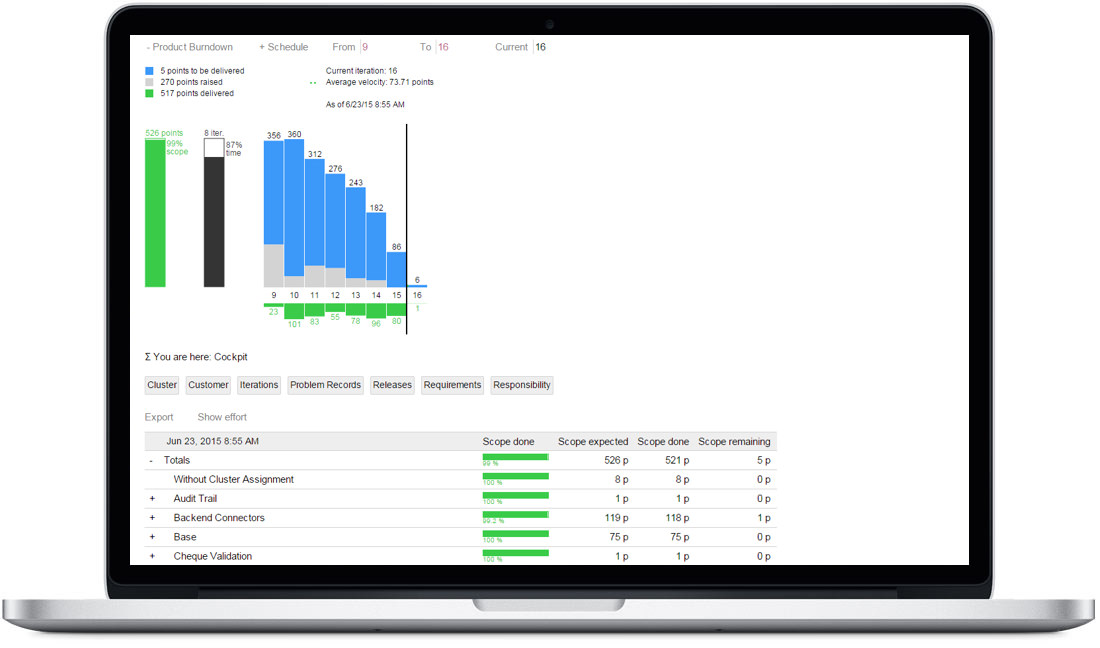 - Product Burndown + Schedule From 9 To 16 Current 16
5 points to be delivered
270 points raised
517 points delivered
Current iteration: 16
Average velocity: 73.71 points
As of 6/23/15 8:55 AM
526 points
99%
scope
8 iter.
87%
time
356 360 312 276 243 182 86 6
9 10 11 12 13 14 15 16
23 101 83 55 78 96 80 1
Σ You are here: Cockpit
Cluster Customer Iterations Problem Records Releases Requirements Responsibility
Export Show effort
Jun 23, 2015 8:55 AM Scope done Scope expected Scope done Scope remaining
- Totals 99 % 526 p 521 p 5 p
Without Cluster Assignment 100 % 8 p 8 p 0 p
+ Audit Trail 100 % 1 p 1 p 0 p
+ Backend Connectors 99.2 % 119 p 118 p 1 p
+ Base 100 % 75 p 75 p 0 p
+ Cheque Validation 100 % 1 p 1 p 0 p